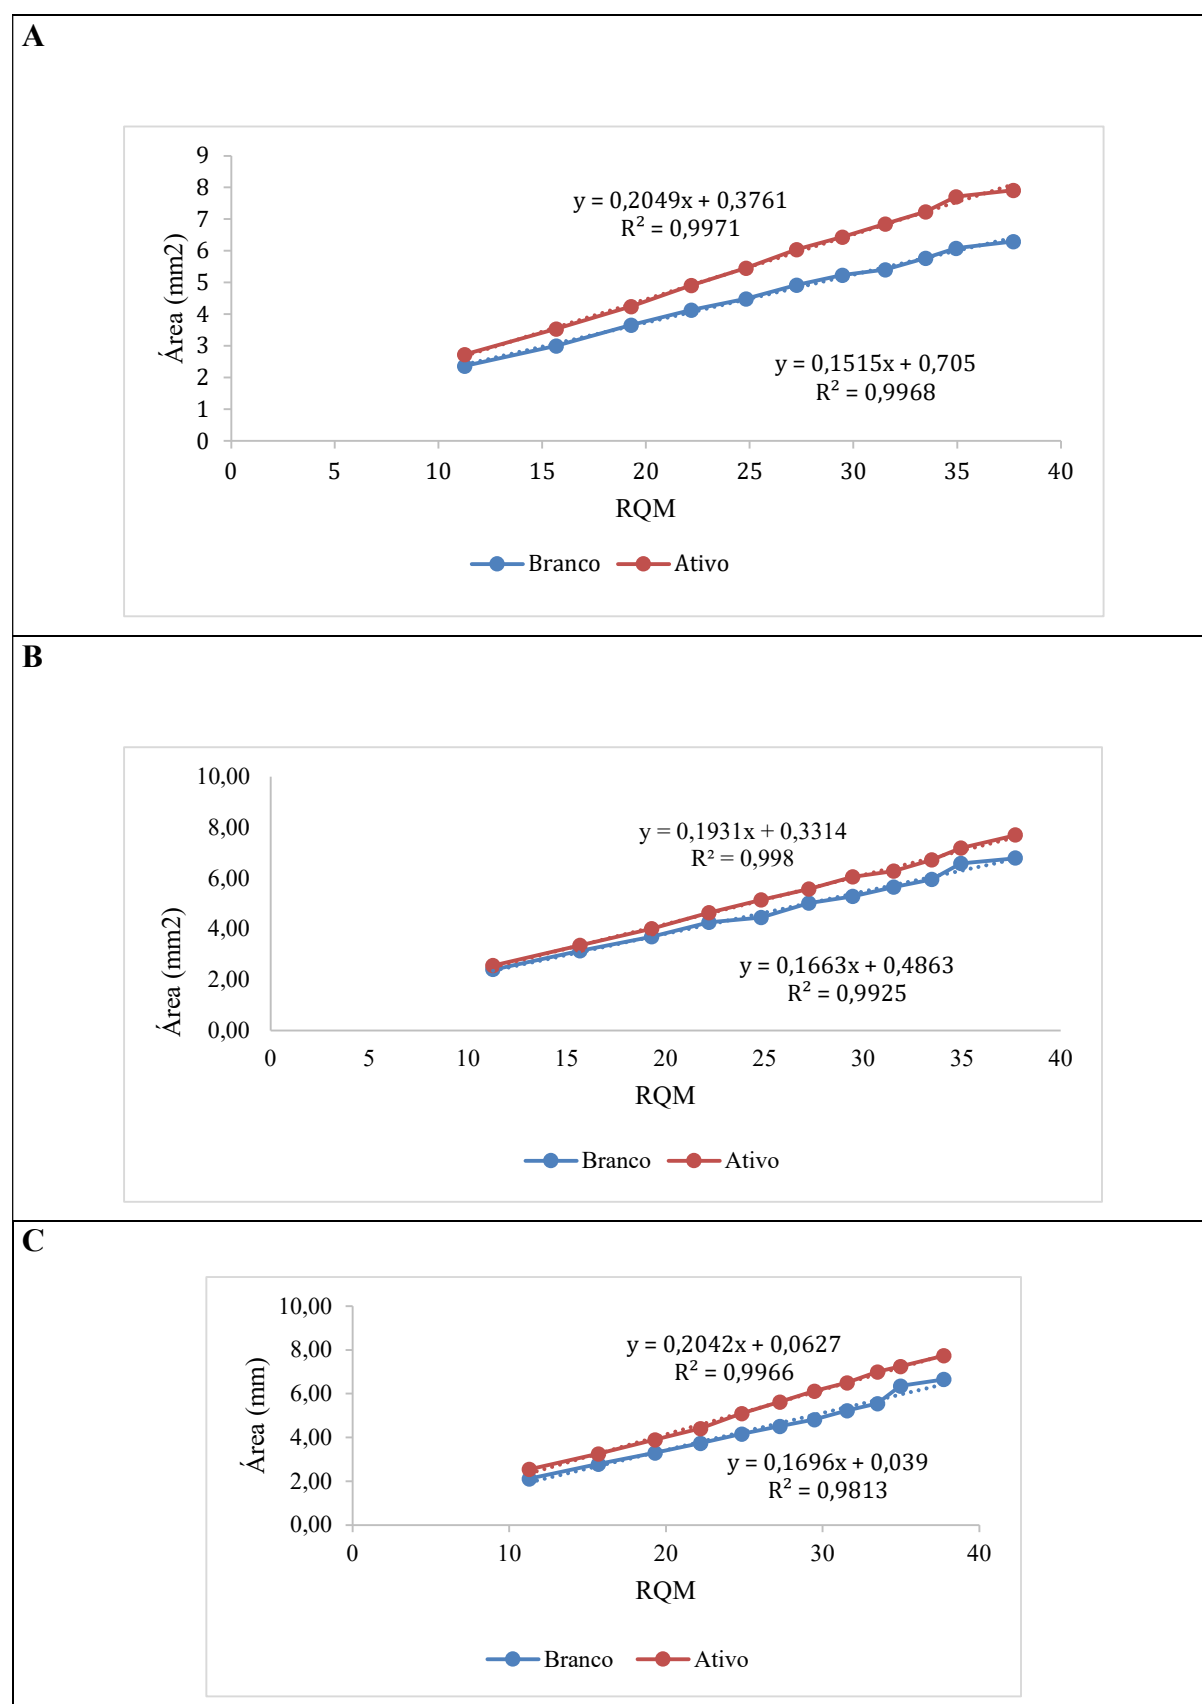 A
9
8
7
6
5
4
3
2
1
0
Área (mm2)
y = 0,2049x + 0,3761
R² = 0,9971
y = 0,1515x + 0,705
R² = 0,9968
0 5 10 15 20 25 30 35 40
RQM
Branco Ativo
B
10,00
8,00
6,00
4,00
2,00
0,00
Área (mm2)
y = 0,1931x + 0,3314
R² = 0,998
y = 0,1663x + 0,4863
R² = 0,9925
0 5 10 15 20 25 30 35 40
RQM
Branco Ativo
C
10,00
8,00
6,00
4,00
2,00
0,00
Área (mm)
y = 0,2042x + 0,0627
R² = 0,9966
y = 0,1696x + 0,039
R² = 0,9813
0 10 20 30 40
RQM
Branco Ativo